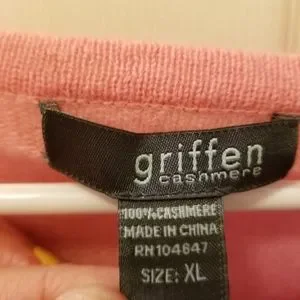 griffen
cashmere
100% CASHMERE
MADE IN CHINA
RN104647
SIZE: XL